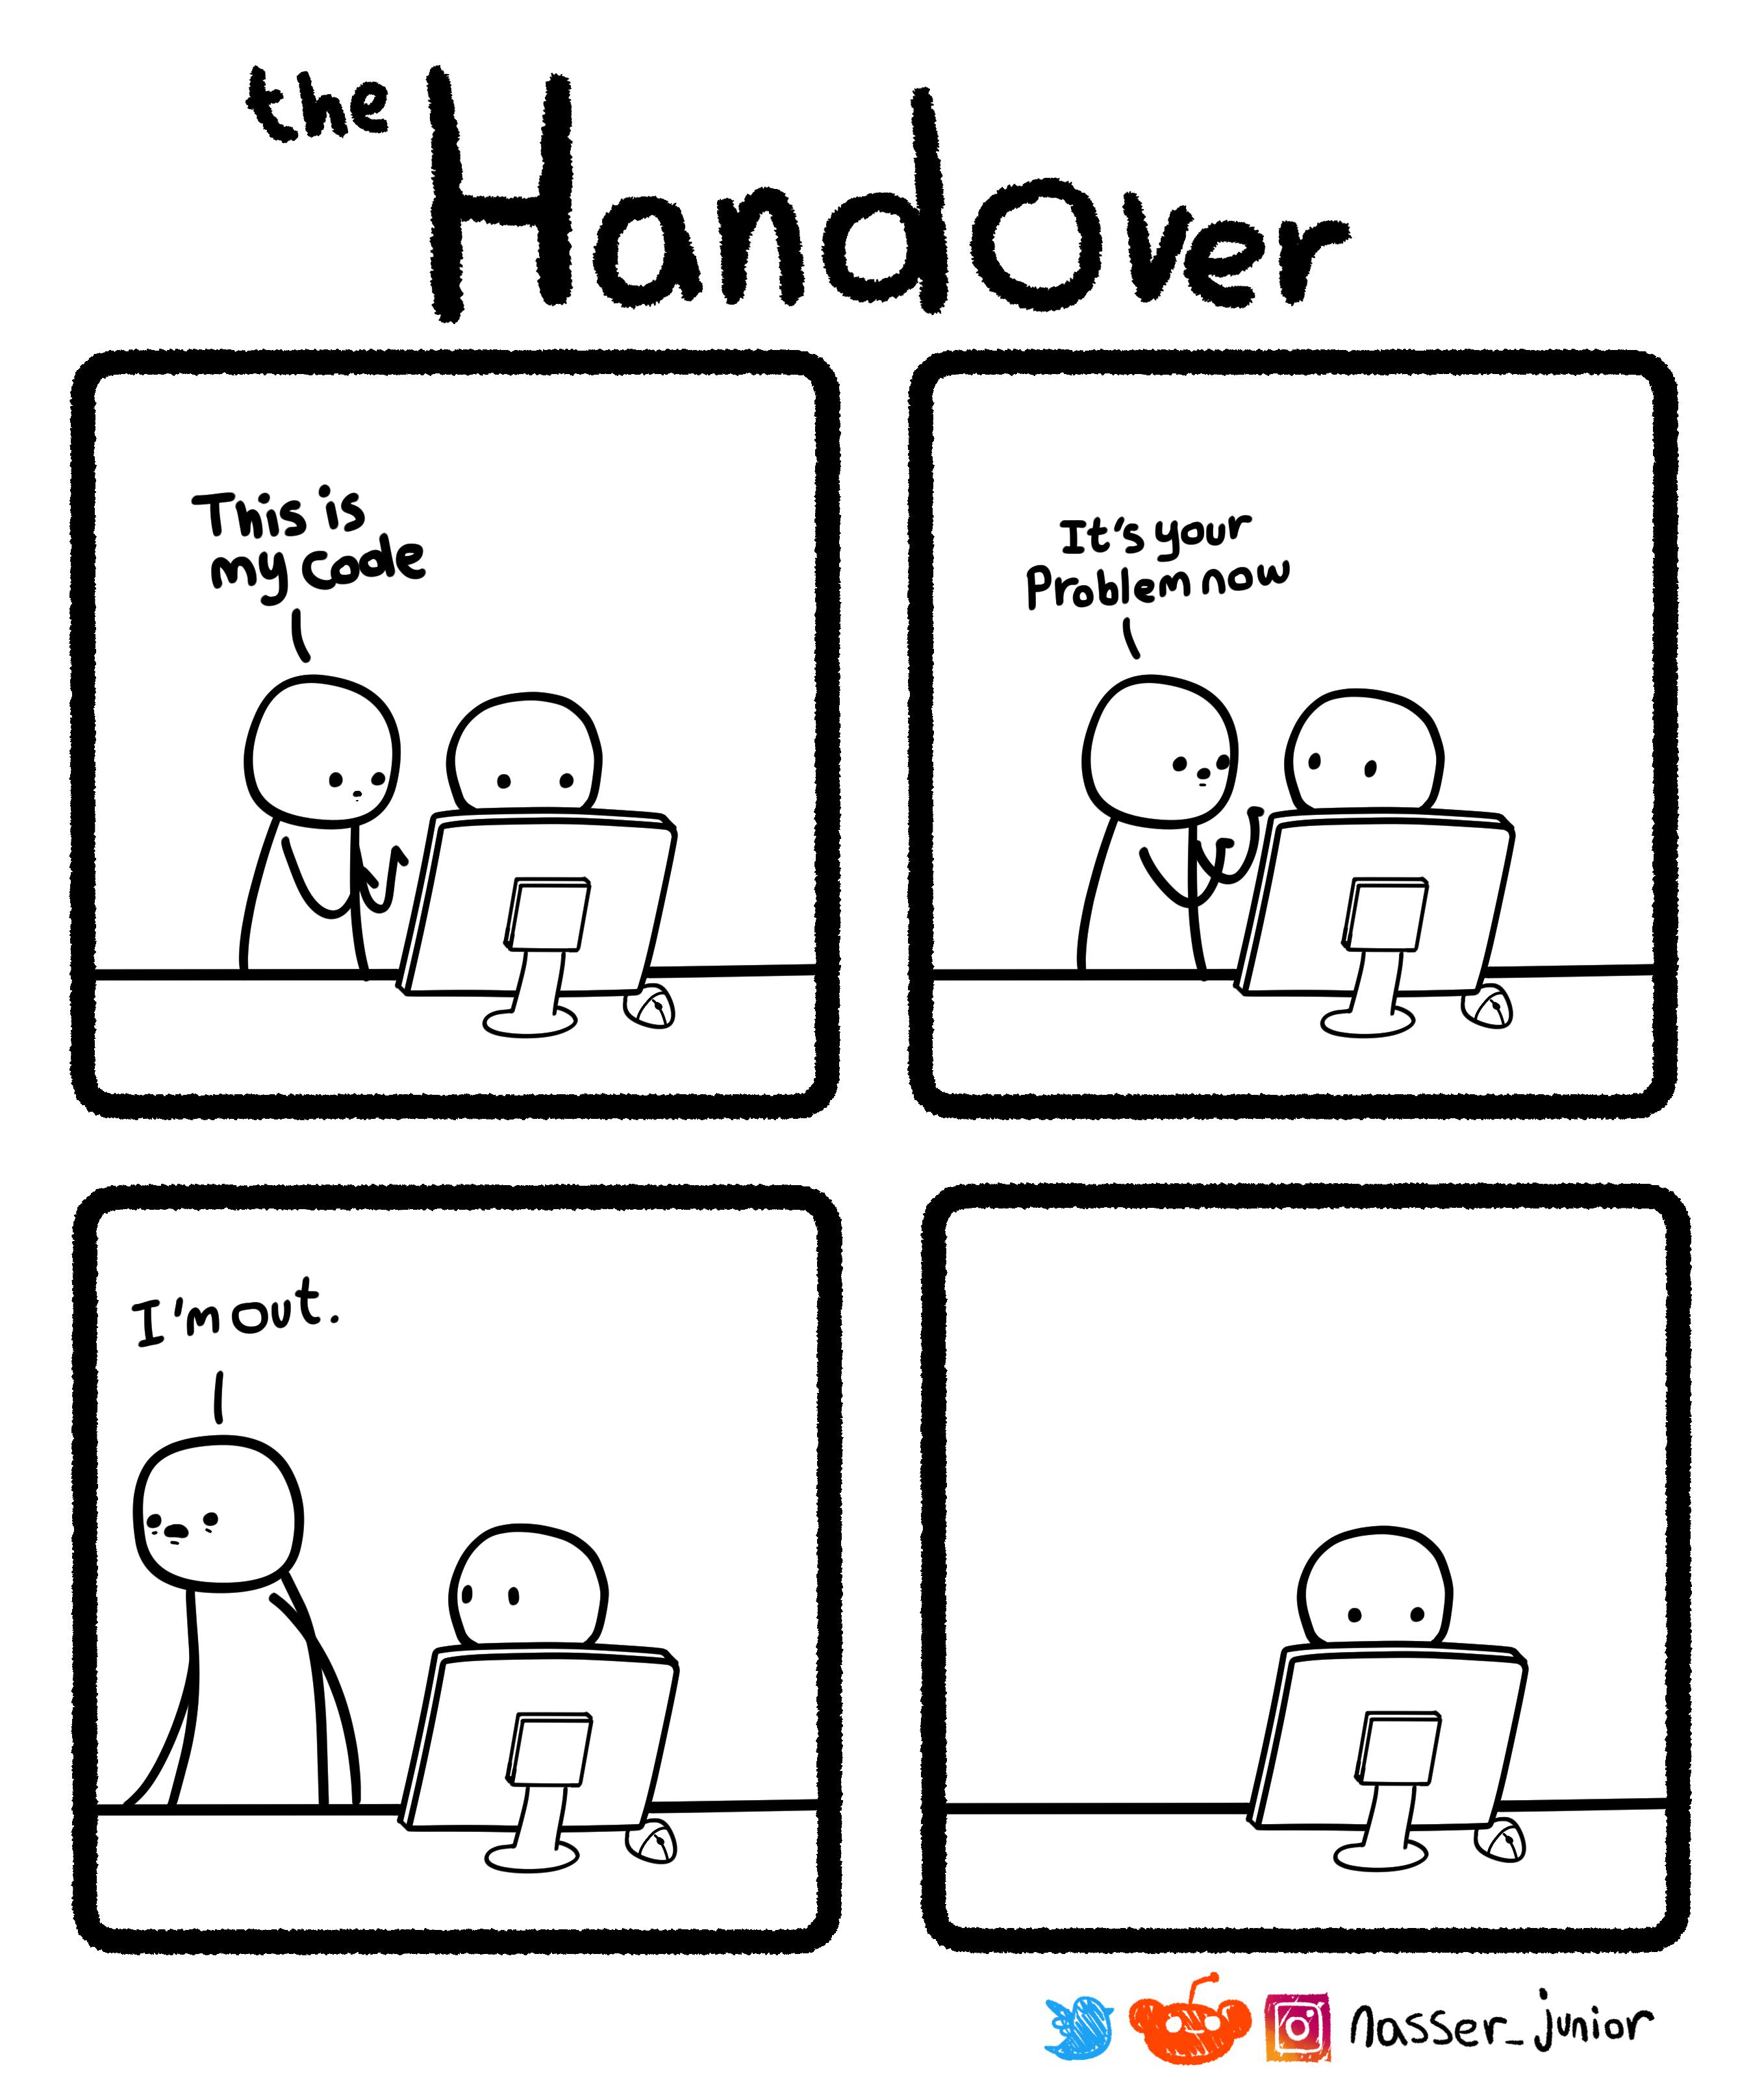 the Handover
This is
my code
It's your
Problem now
I'm out.
nasser_junior